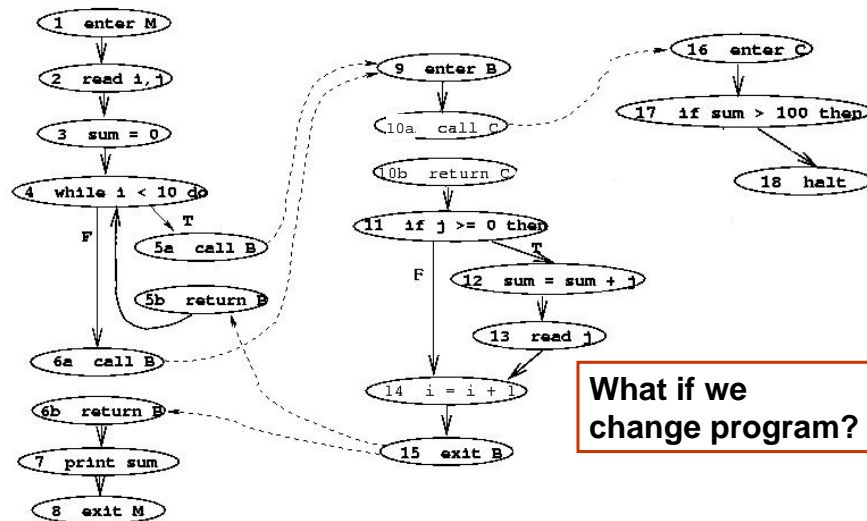 1 enter M
2 read i,j
3 sum = 0
4 while i < 10 do
T
F
5a call B
5b return B
6a call B
6b return B
7 print sum
8 exit M
9 enter B
10a call C
10b return C
11 if j >= 0 then
T
F
12 sum = sum + j
13 read j
14 i = i + 1
15 exit B
16 enter C
17 if sum > 100 then
18 halt
What if we
change program?